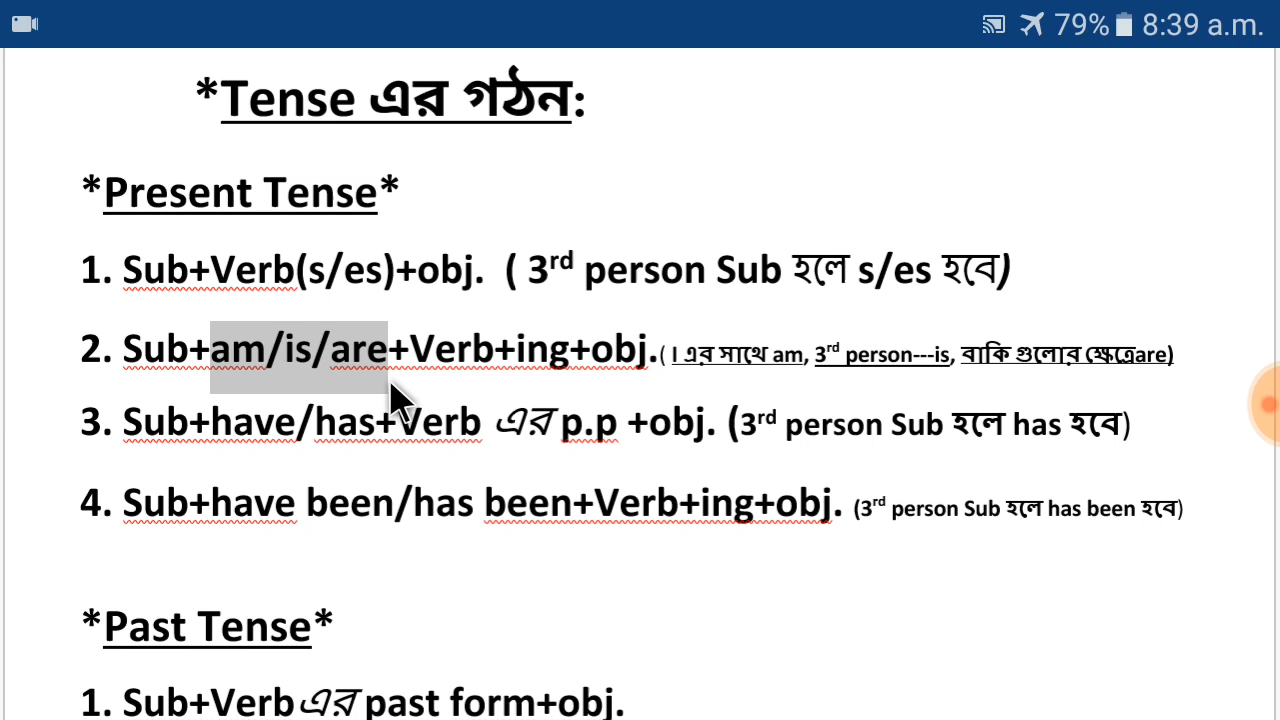 79% 8:39 a.m.
*Tense এর গঠন:
*Present Tense*
1. Sub+Verb(s/es)+obj. ( 3rd person Sub হলে s/es হবে)
2. Sub+am/is/are+Verb+ing+obj.( I এর সাথে am, 3rd person---is, বাকি গুলোর ক্ষেত্রেare)
3. Sub+have/has+Verb এর p.p +obj. (3rd person Sub হলে has হবে)
4. Sub+have been/has been+Verb+ing+obj. (3rd person Sub হলে has been হবে)
*Past Tense*
1. Sub+Verbএর past form+obj.